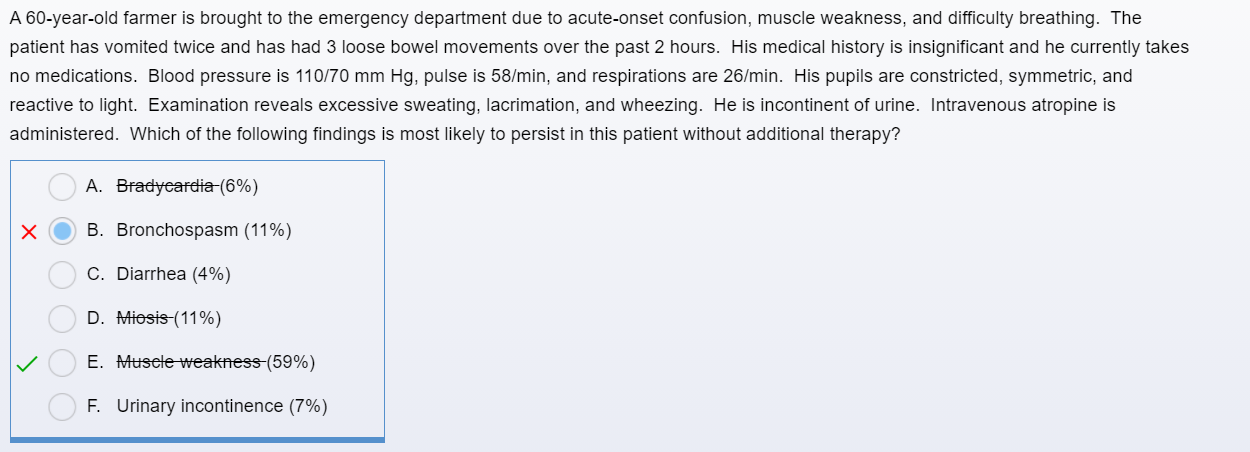 A 60-year-old farmer is brought to the emergency department due to acute-onset confusion, muscle weakness, and difficulty breathing.  The
patient has vomited twice and has had 3 loose bowel movements over the past 2 hours.  His medical history is insignificant and he currently takes
no medications.  Blood pressure is 110/70 mm Hg, pulse is 58/min, and respirations are 26/min.  His pupils are constricted, symmetric, and
reactive to light.  Examination reveals excessive sweating, lacrimation, and wheezing.  He is incontinent of urine.  Intravenous atropine is
administered.  Which of the following findings is most likely to persist in this patient without additional therapy?
A. Bradycardia (6%)
B. Bronchospasm (11%)
C. Diarrhea (4%)
D. Miosis (11%)
E. Muscle weakness (59%)
F. Urinary incontinence (7%)